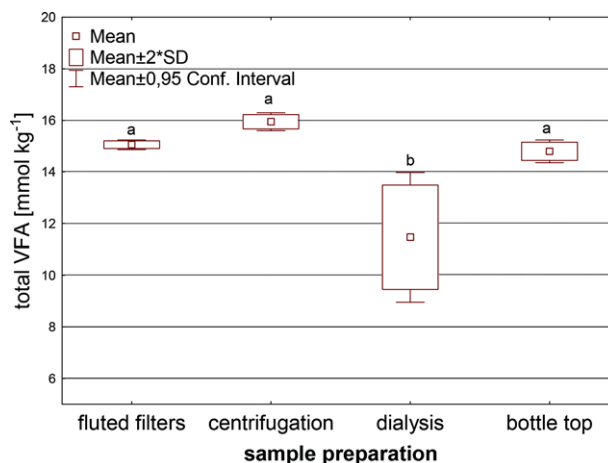 20
18
16
14
12
10
8
6
total VFA [mmol kg⁻¹]
Mean
Mean±2*SD
Mean±0,95 Conf. Interval
a
a
b
a
fluted filters
centrifugation
dialysis
bottle top
sample preparation